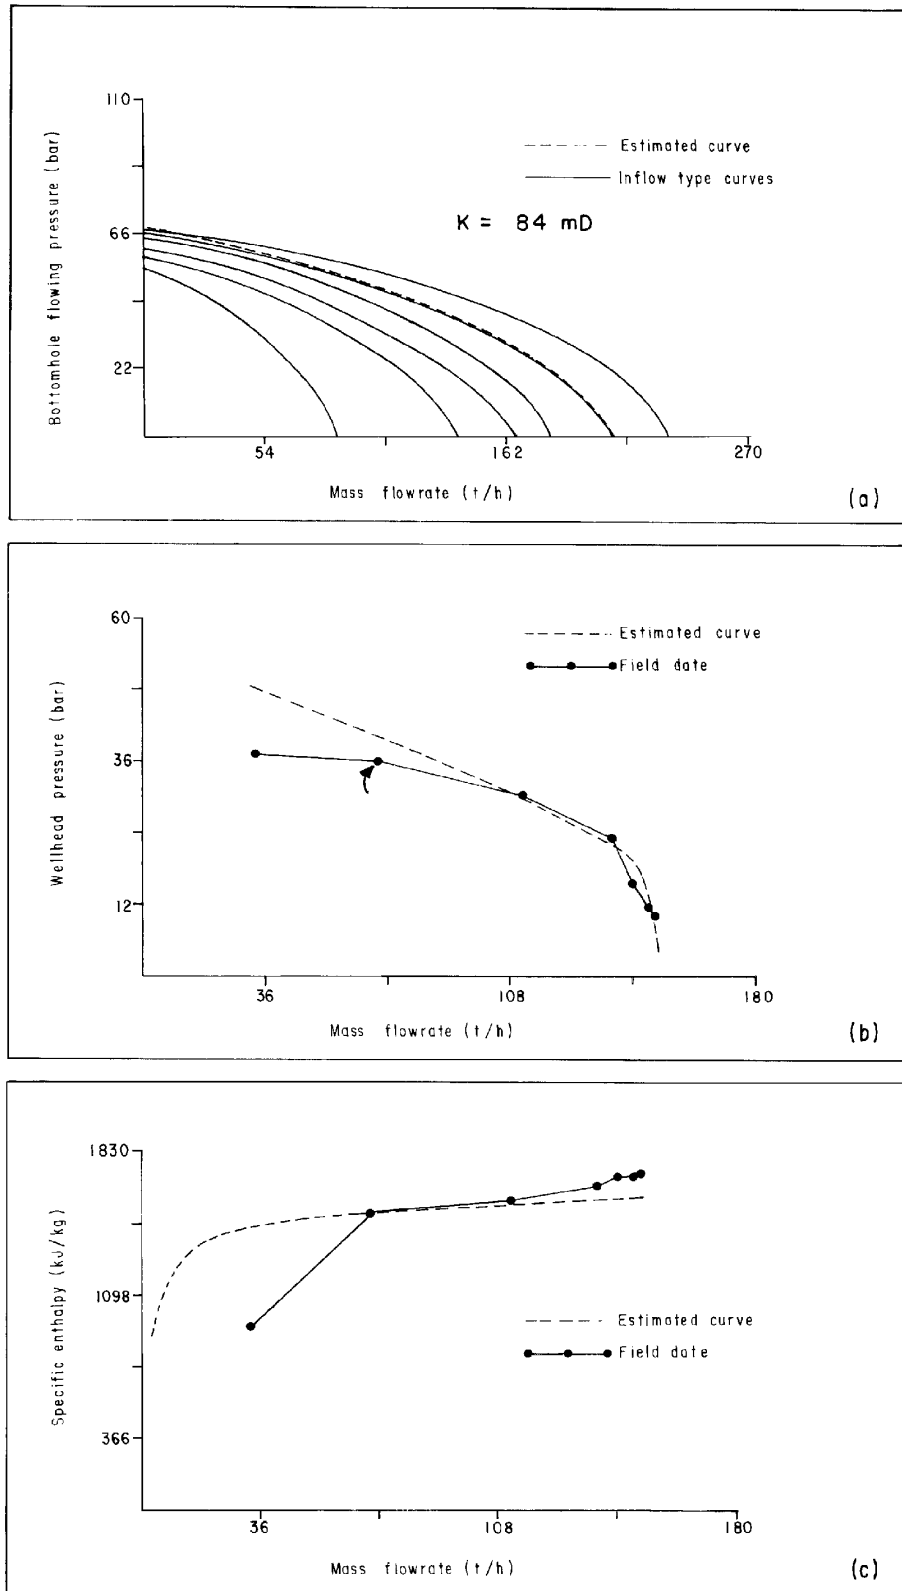 110
66
22
Bottomhole flowing pressure (bar)
Estimated curve
Inflow type curves
K = 84 mD
54
162
270
Mass flowrate (t/h)
(a)
60
36
12
Wellhead pressure (bar)
Estimated curve
Field date
36
108
180
Mass flowrate (t/h)
(b)
1830
1098
366
Specific enthalpy (kJ/kg)
Estimated curve
Field date
36
108
180
Mass flowrate (t/h)
(c)